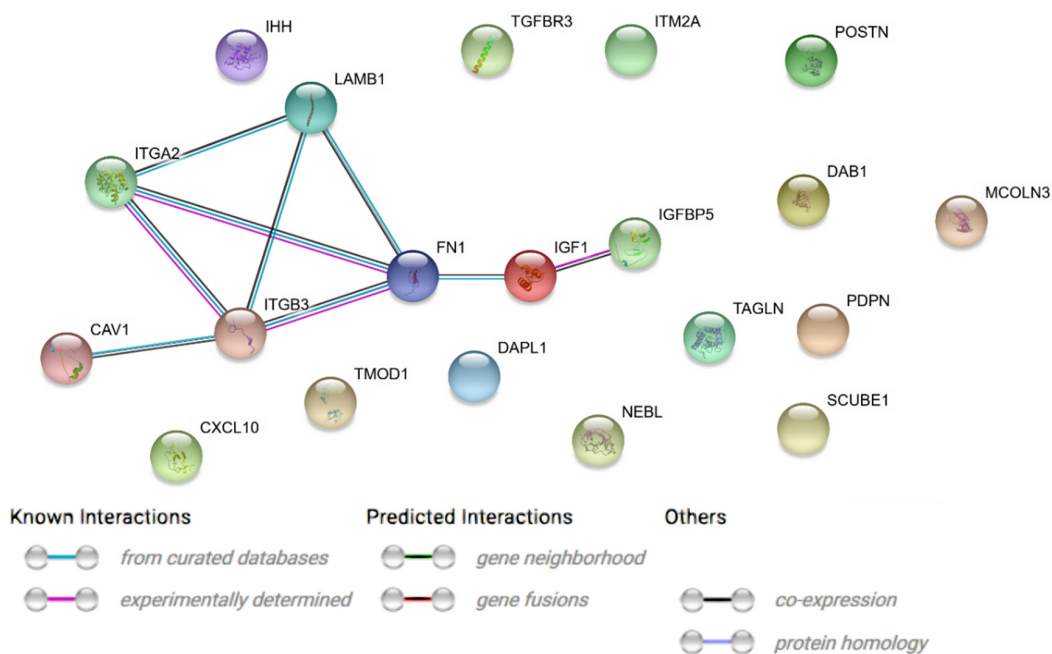 IHH
TGFBR3
ITM2A
POSTN
LAMB1
ITGA2
DAB1
MCOLN3
IGFBP5
FN1
IGF1
TAGLN
PDPN
ITGB3
CAV1
DAPL1
TMOD1
SCUBE1
NEBL
CXCL10
Known Interactions
Predicted Interactions
Others
from curated databases
gene neighborhood
experimentally determined
gene fusions
co-expression
protein homology